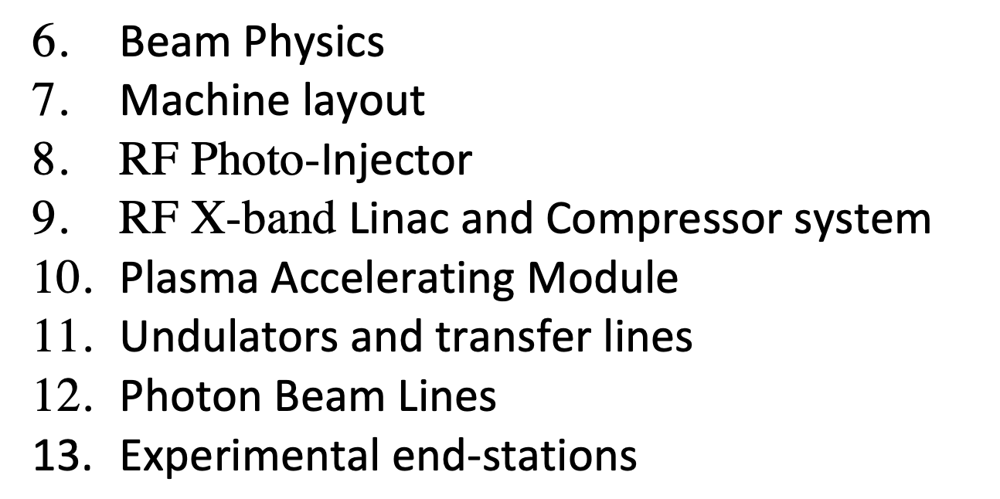 6. Beam Physics
7. Machine layout
8. RF Photo-Injector
9. RF X-band Linac and Compressor system
10. Plasma Accelerating Module
11. Undulators and transfer lines
12. Photon Beam Lines
13. Experimental end-stations